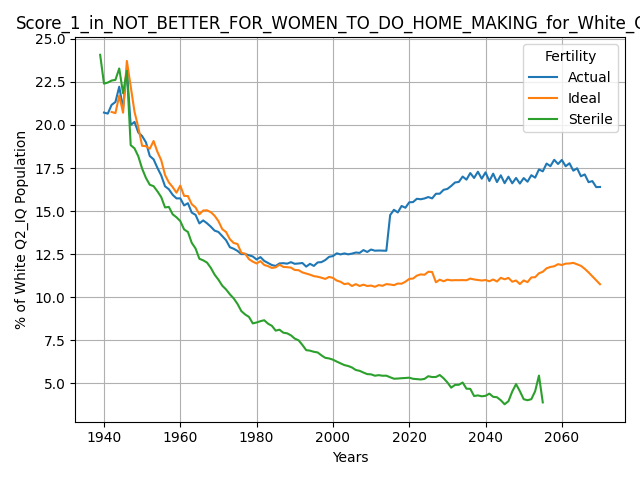 Score_1_in_NOT_BETTER_FOR_WOMEN_TO_DO_HOME_MAKING_for_White_
25.0
22.5
20.0
17.5
15.0
12.5
10.0
7.5
5.0
% of White Q2_IQ Population
Fertility
Actual
Ideal
Sterile
1940 1960 1980 2000 2020 2040 2060
Years